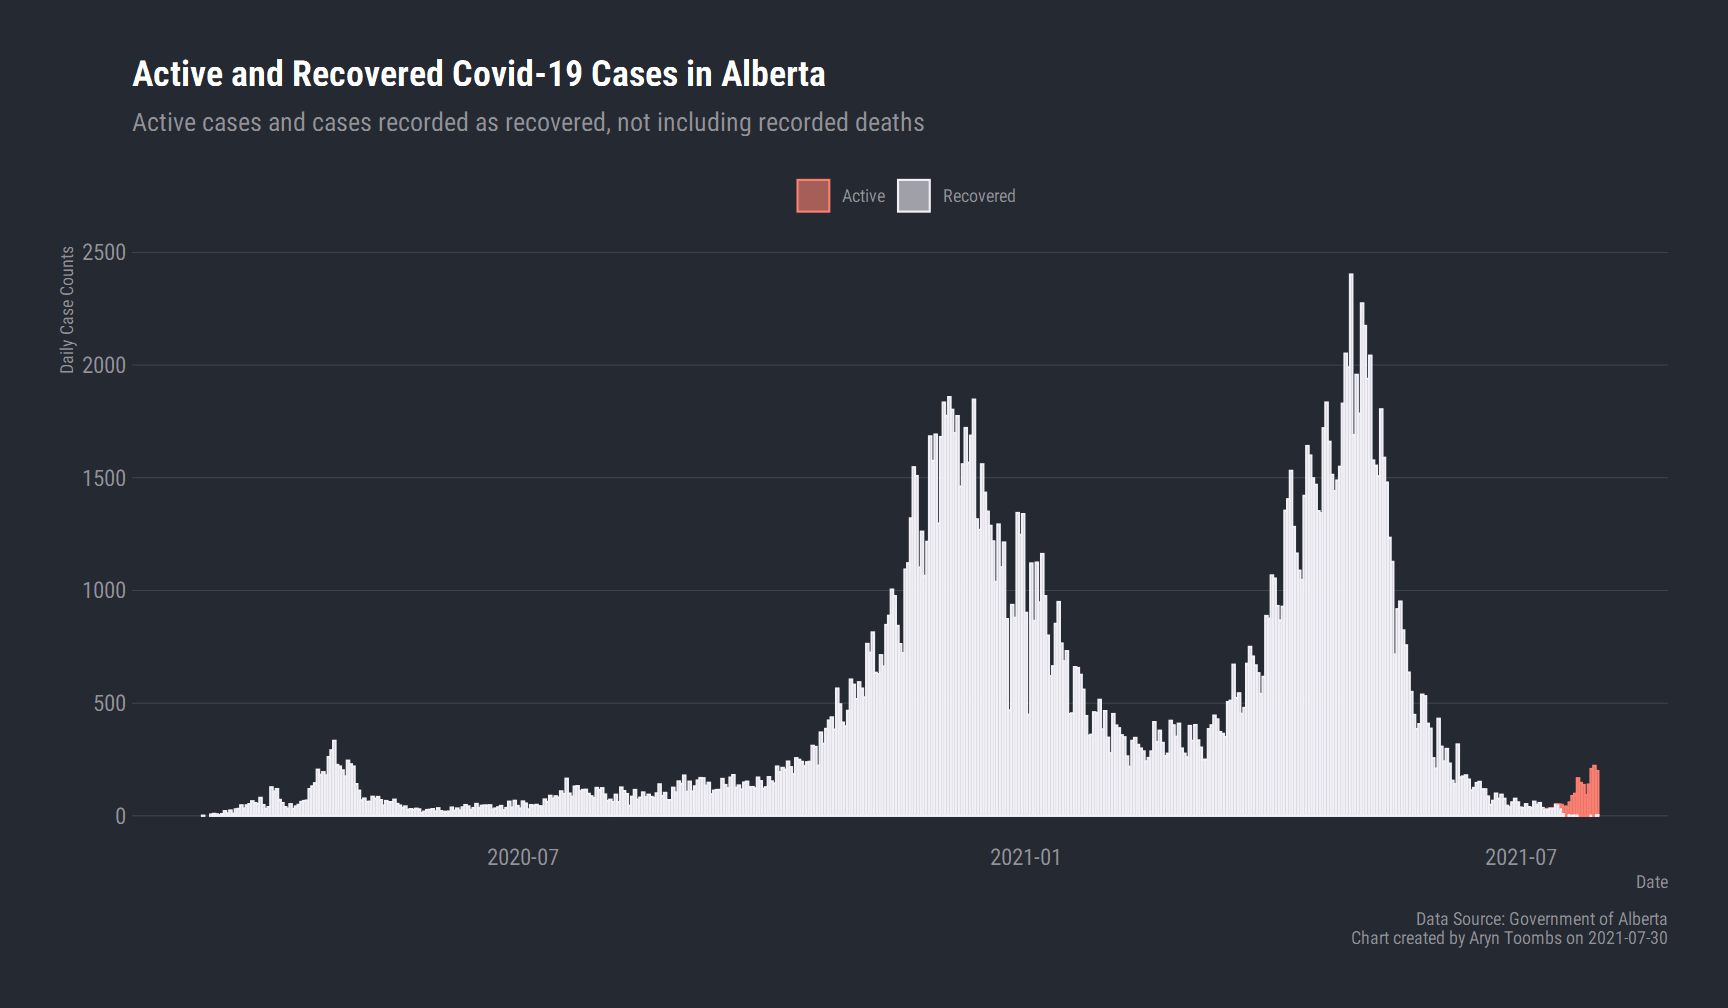 Active and Recovered Covid-19 Cases in Alberta
Active cases and cases recorded as recovered, not including recorded deaths
Active
Recovered
Daily Case Counts
2500
2000
1500
1000
500
0
2020-07
2021-01
2021-07
Date
Data Source: Government of Alberta
Chart created by Aryn Toombs on 2021-07-30